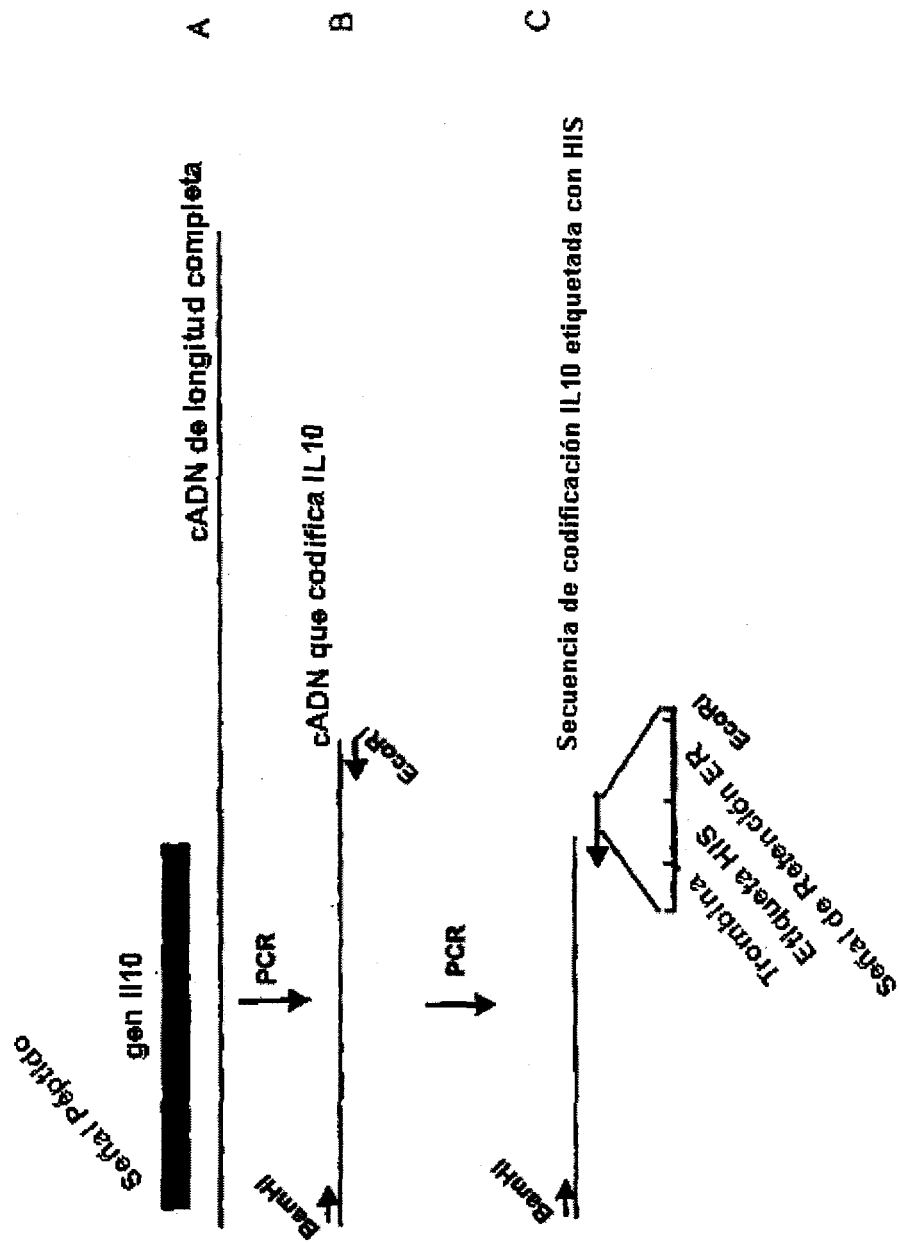 Señal Péptido
gen Il10
A
cADN de longitud completa
PCR
B
cADN que codifica IL10
BamHI
EcoRI
PCR
C
Secuencia de codificación IL10 etiquetada con HIS
BamHI
Trombina
Etiqueta HIS
Señal de Retención ER
EcoRI